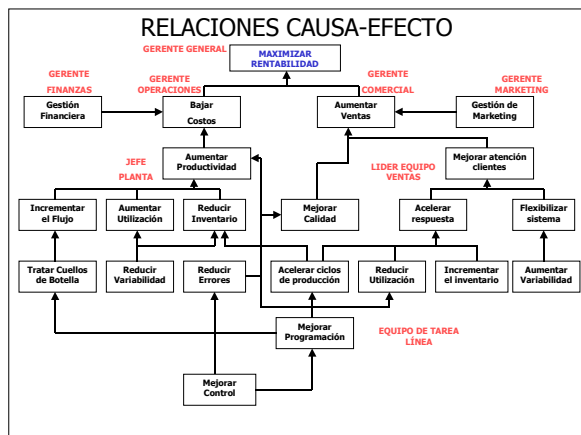 RELACIONES CAUSA-EFECTO
GERENTE GENERAL
MAXIMIZAR
RENTABILIDAD
GERENTE
FINANZAS
GERENTE
OPERACIONES
GERENTE
COMERCIAL
GERENTE
MARKETING
Gestión
Financiera
Bajar
Costos
Aumentar
Ventas
Gestión de
Marketing
JEFE
PLANTA
Aumentar
Productividad
LIDER EQUIPO
VENTAS
Mejorar atención
clientes
Incrementar
el Flujo
Aumentar
Utilización
Reducir
Inventario
Mejorar
Calidad
Acelerar
respuesta
Flexibilizar
sistema
Tratar Cuellos
de Botella
Reducir
Variabilidad
Reducir
Errores
Acelerar ciclos
de producción
Reducir
Utilización
Incrementar
el inventario
Aumentar
Variabilidad
Mejorar
Programación
EQUIPO DE TAREA
LÍNEA
Mejorar
Control